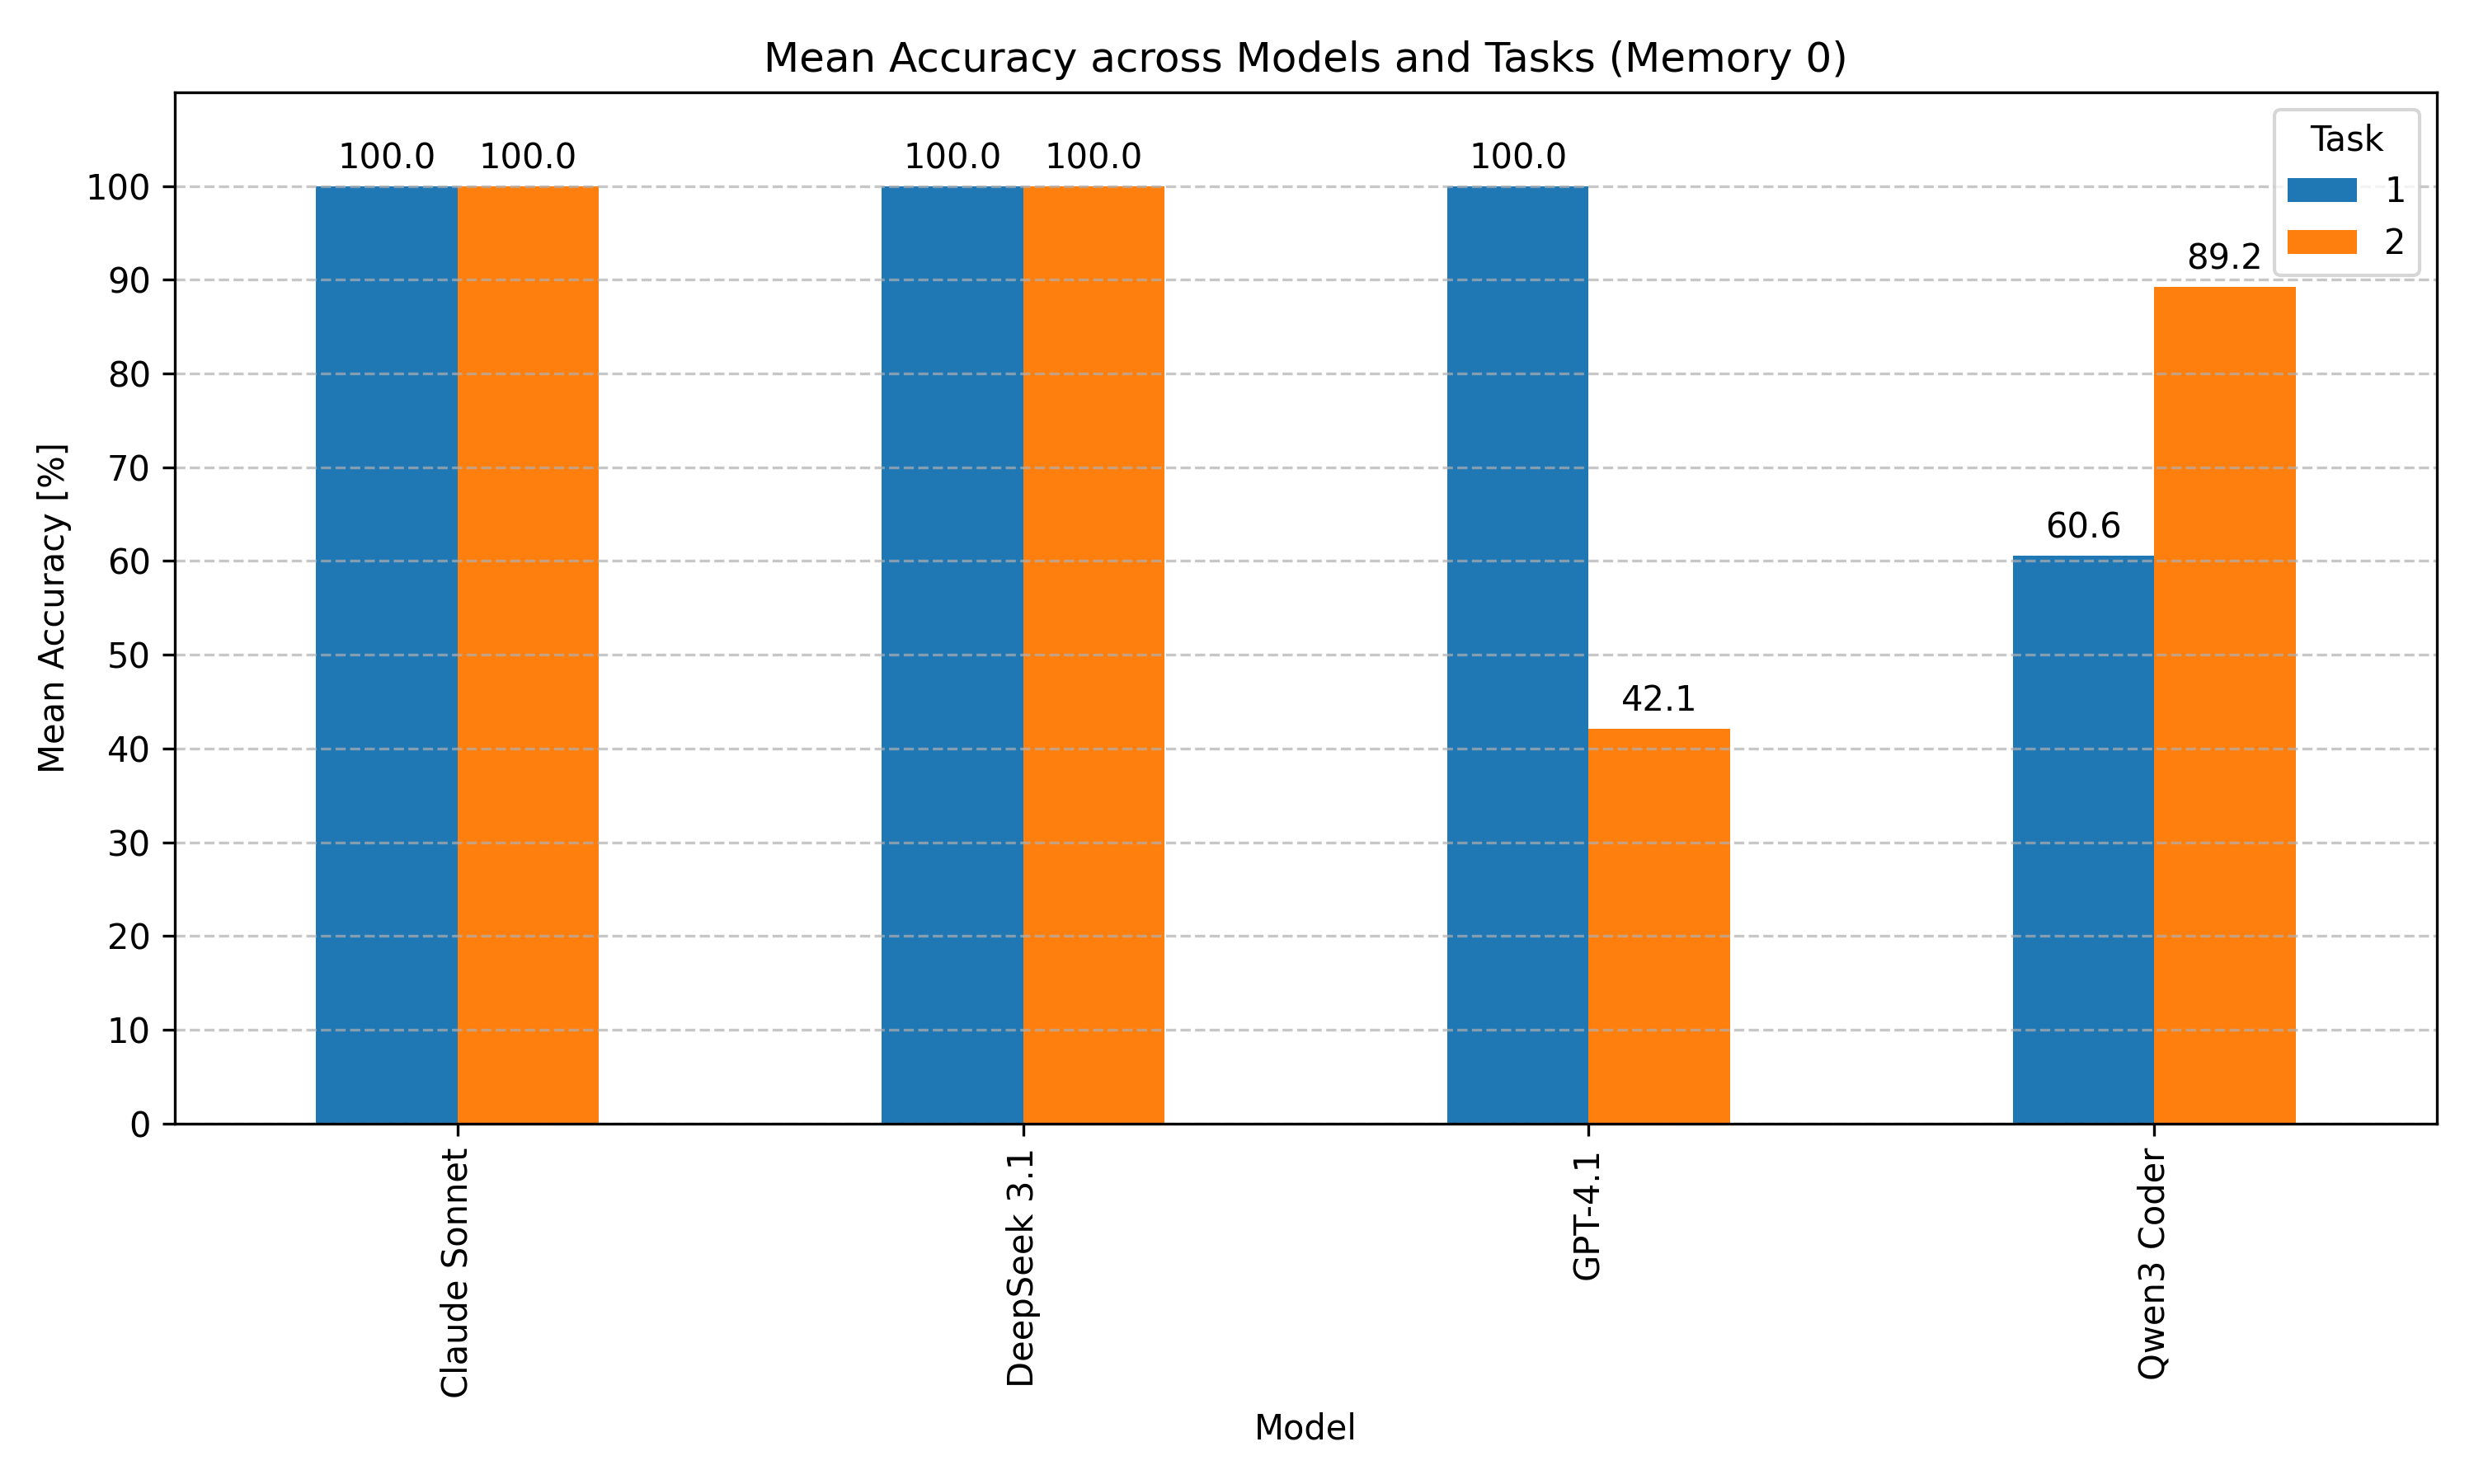 Mean Accuracy across Models and Tasks (Memory 0)
Task
1
2
100.0
100.0
100.0
100.0
100.0
42.1
60.6
89.2
Mean Accuracy [%]
100
90
80
70
60
50
40
30
20
10
0
Claude Sonnet
DeepSeek 3.1
GPT-4.1
Qwen3 Coder
Model